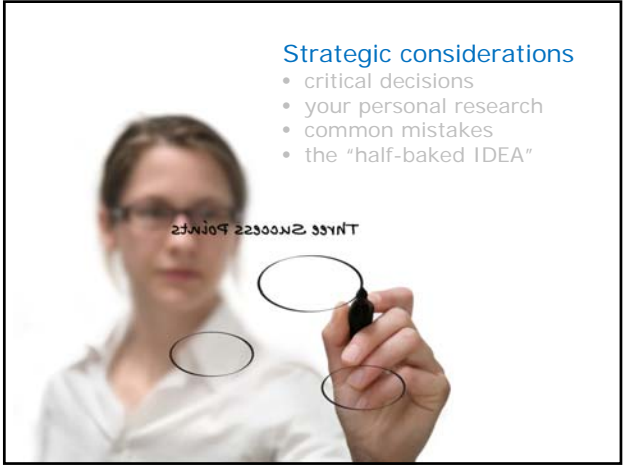 Strategic considerations
• critical decisions
• your personal research
• common mistakes
• the "half-baked IDEA"
Three Success Points